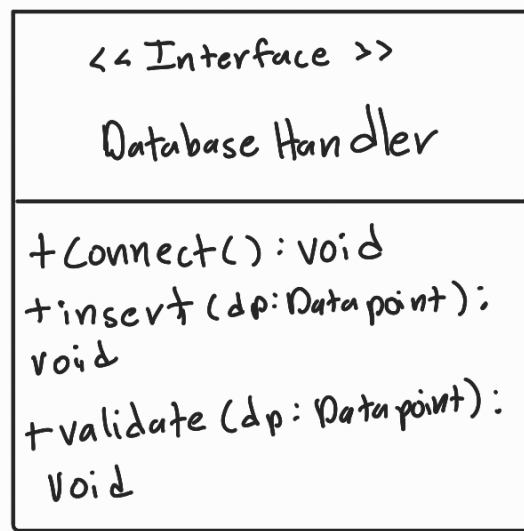 << Interface >>
Database Handler
+Connect() : void
+insert (dp: Datapoint) :
void
+validate (dp : Datapoint) :
void